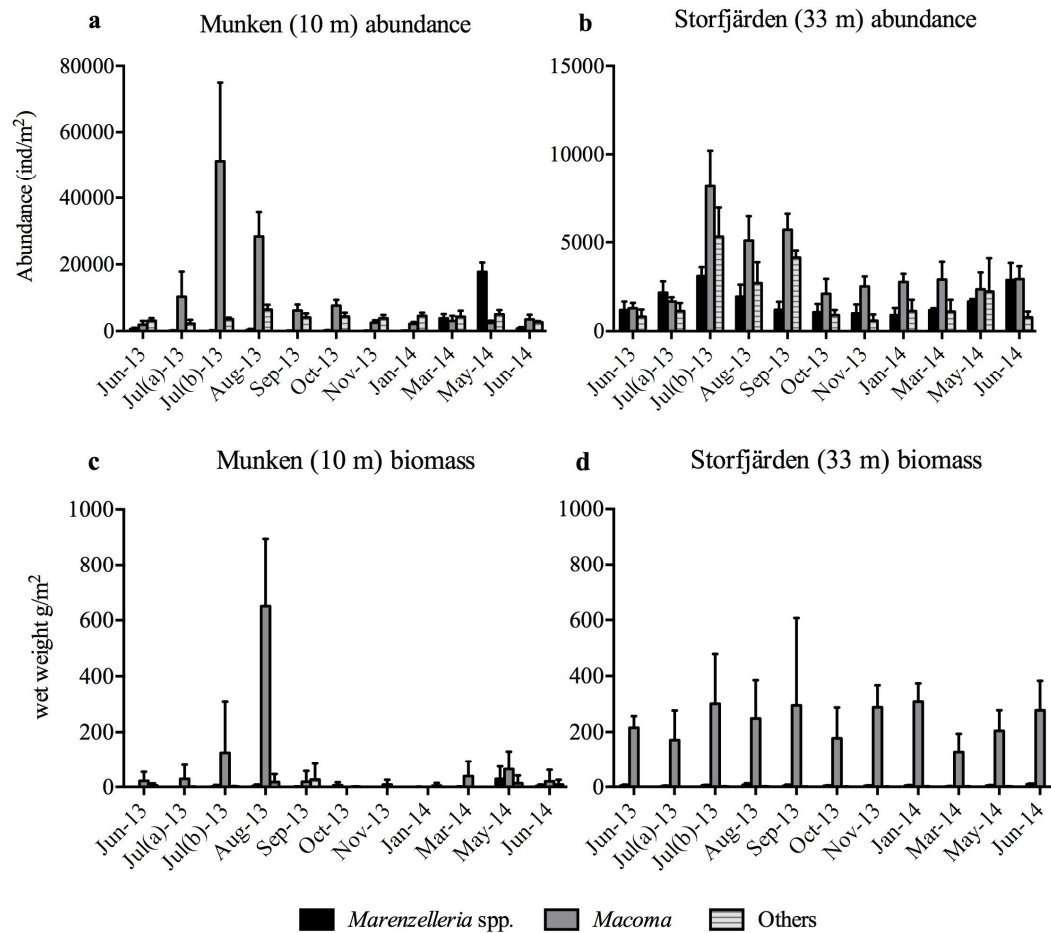 a Munken (10 m) abundance
b Storfjärden (33 m) abundance
Abundance (ind/m²)
80000
60000
40000
20000
0
15000
10000
5000
0
Jun-13 Jul(a)-13 Jul(b)-13 Aug-13 Sep-13 Oct-13 Nov-13 Jan-14 Mar-14 May-14 Jun-14
Jun-13 Jul(a)-13 Jul(b)-13 Aug-13 Sep-13 Oct-13 Nov-13 Jan-14 Mar-14 May-14 Jun-14
c Munken (10 m) biomass
d Storfjärden (33 m) biomass
wet weight g/m²
1000
800
600
400
200
0
1000
800
600
400
200
0
Jun-13 Jul(a)-13 Jul(b)-13 Aug-13 Sep-13 Oct-13 Nov-13 Jan-14 Mar-14 May-14 Jun-14
Jun-13 Jul(a)-13 Jul(b)-13 Aug-13 Sep-13 Oct-13 Nov-13 Jan-14 Mar-14 May-14 Jun-14
Marenzelleria spp. Macoma Others